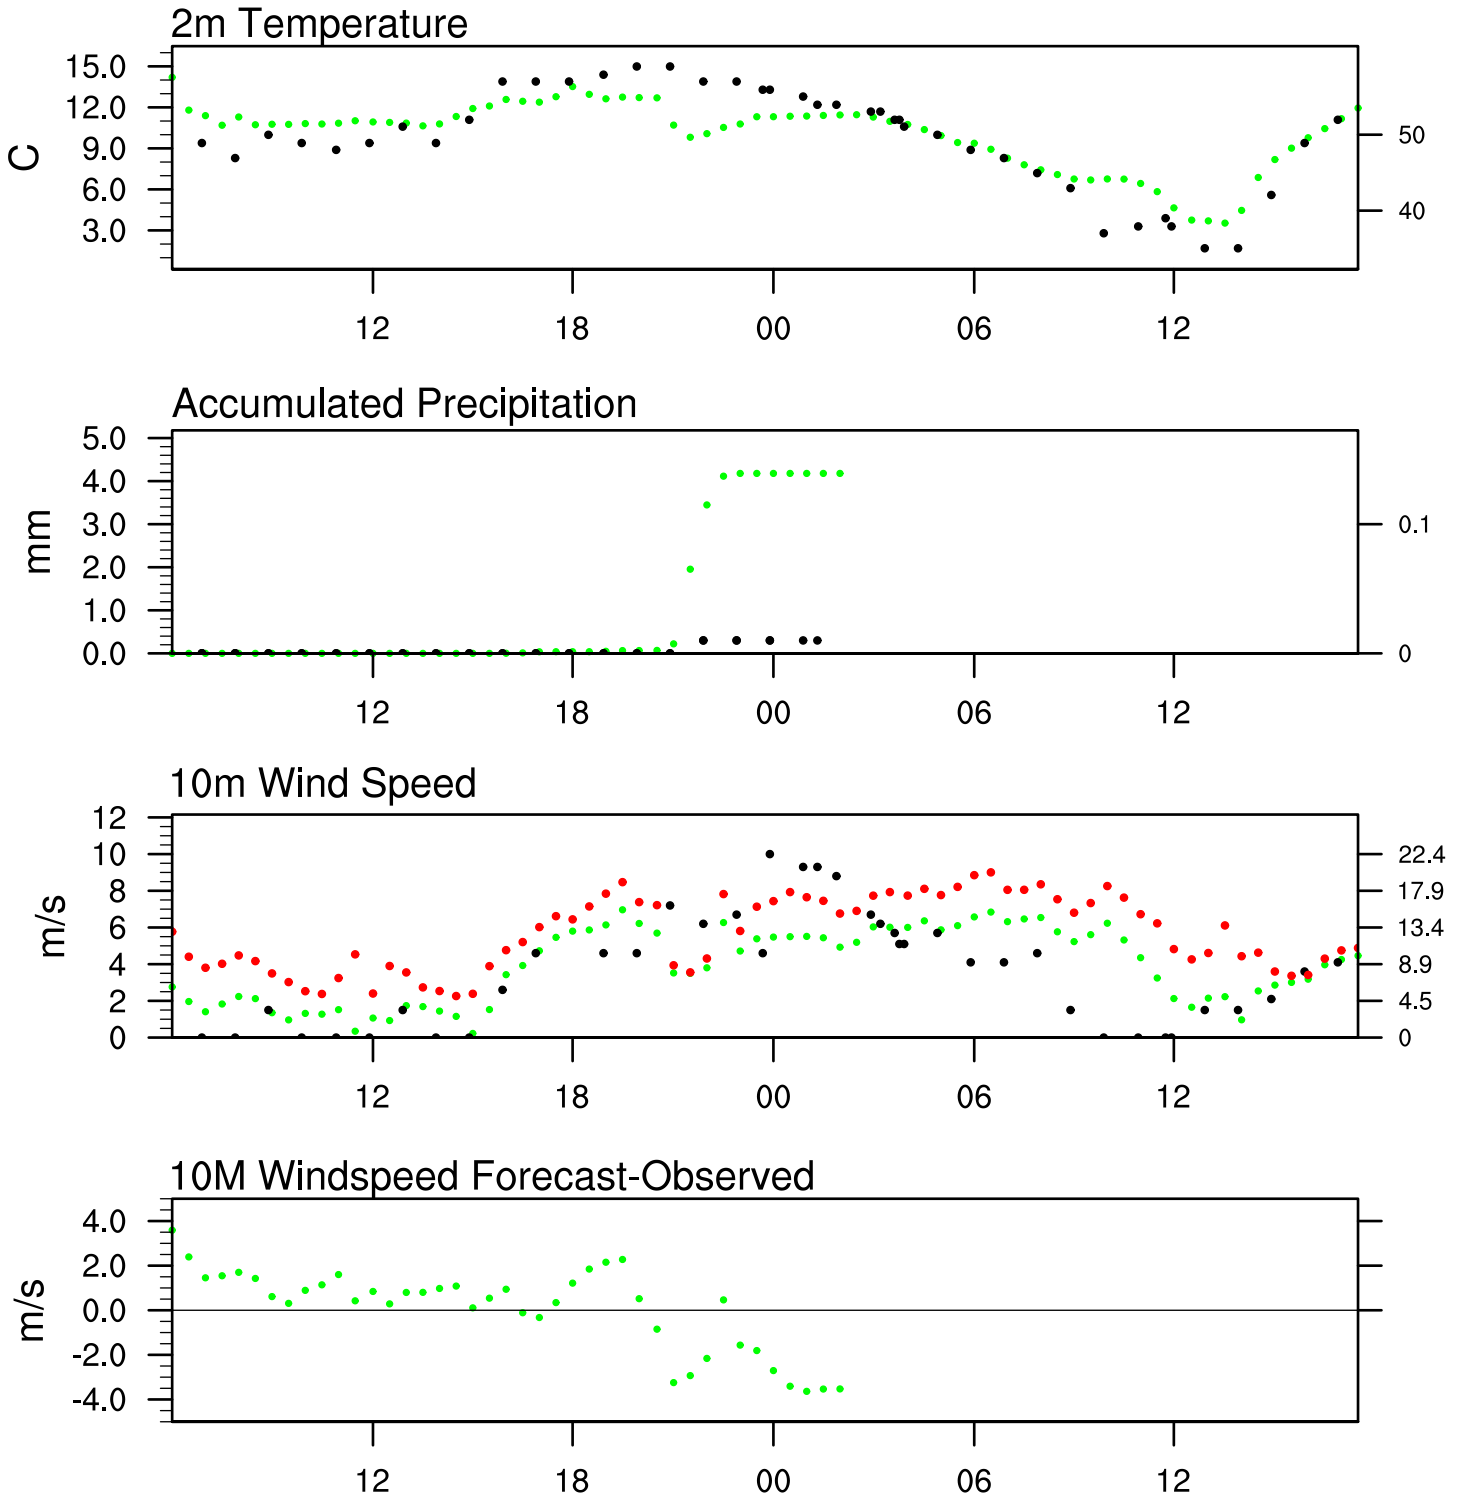 2m Temperature
15.0
12.0
9.0
6.0
3.0
C
50
40
12 18 00 06 12
Accumulated Precipitation
5.0
4.0
3.0
2.0
1.0
0.0
mm
0.1
0
12 18 00 06 12
10m Wind Speed
12
10
8
6
4
2
0
m/s
22.4
17.9
13.4
8.9
4.5
0
12 18 00 06 12
10M Windspeed Forecast-Observed
4.0
2.0
0.0
-2.0
-4.0
m/s
12 18 00 06 12